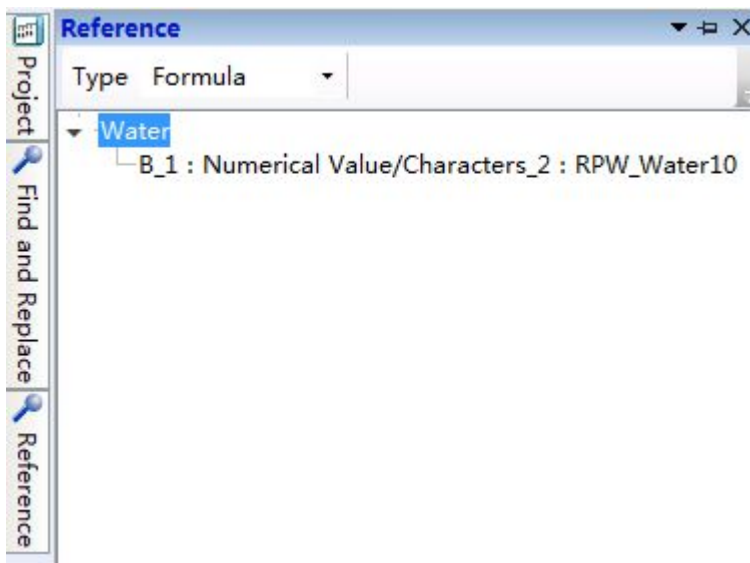 Reference
Type Formula
Water
B_1 : Numerical Value/Characters_2 : RPW_Water10
Project
Find and Replace
Reference